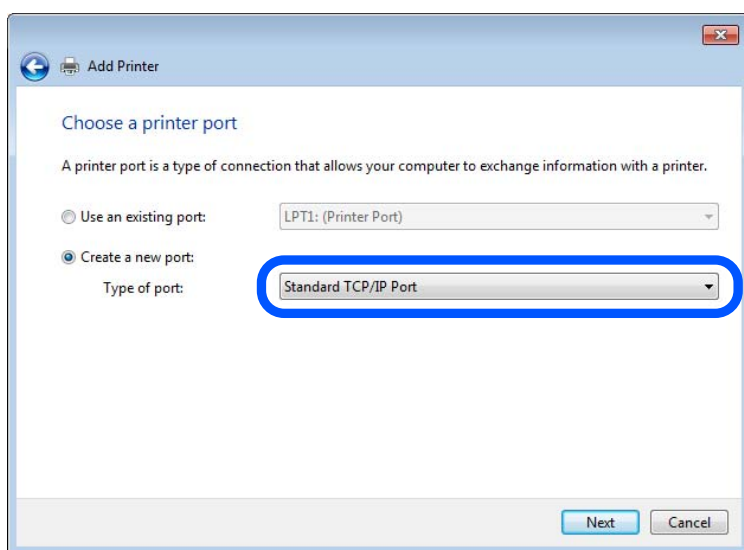 Add Printer
Choose a printer port
A printer port is a type of connection that allows your computer to exchange information with a printer.
Use an existing port: LPT1: (Printer Port)
Create a new port:
Type of port: Standard TCP/IP Port
Next Cancel